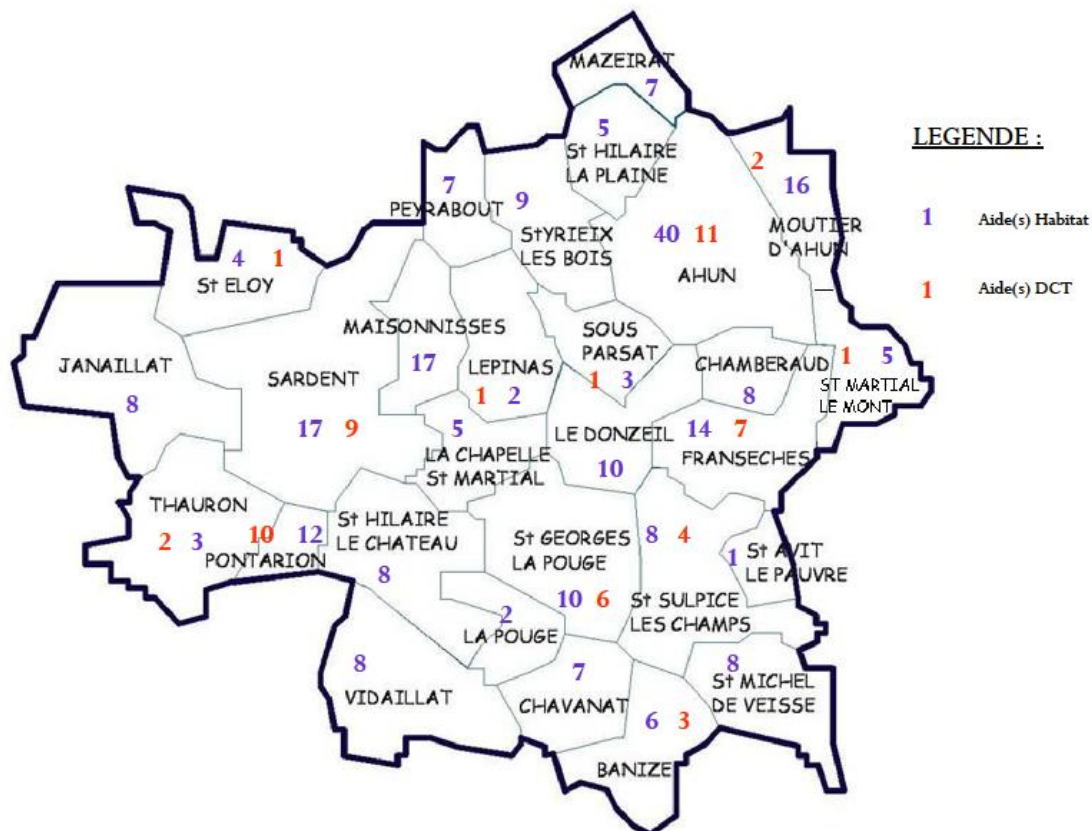 MAZEIRAT
7
5
St HILAIRE
LA PLAINE
LEGENDE :
1 Aide(s) Habitat
1 Aide(s) DCT
2
16
MOUTIER
D'AHUN
7
PEYRABOUT
9
St YRIEIX
LES BOIS
40 11
AHUN
4 1
St ELOY
JANAILLAT
8
SARDENT
17 9
MAISONNISSES
17
LEPINAS
1 2
SOUS
PARSAT
1 3
CHAMBERAUD
8
1 5
ST MARTIAL
LE MONT
5
LA CHAPELLE
St MARTIAL
LE DONZEIL
10
14 7
FRANSECHES
THAURON
2 3
10 12
PONTARION
St HILAIRE
LE CHATEAU
8
St GEORGES
LA POUGE
10 6
8 4
St SULPICE
LES CHAMPS
1
St AVIT
LE PAUVRE
2
LA POUGE
8
VIDAILLAT
7
CHAVANAT
8
St MICHEL
DE VEISSE
6 3
BANIZE